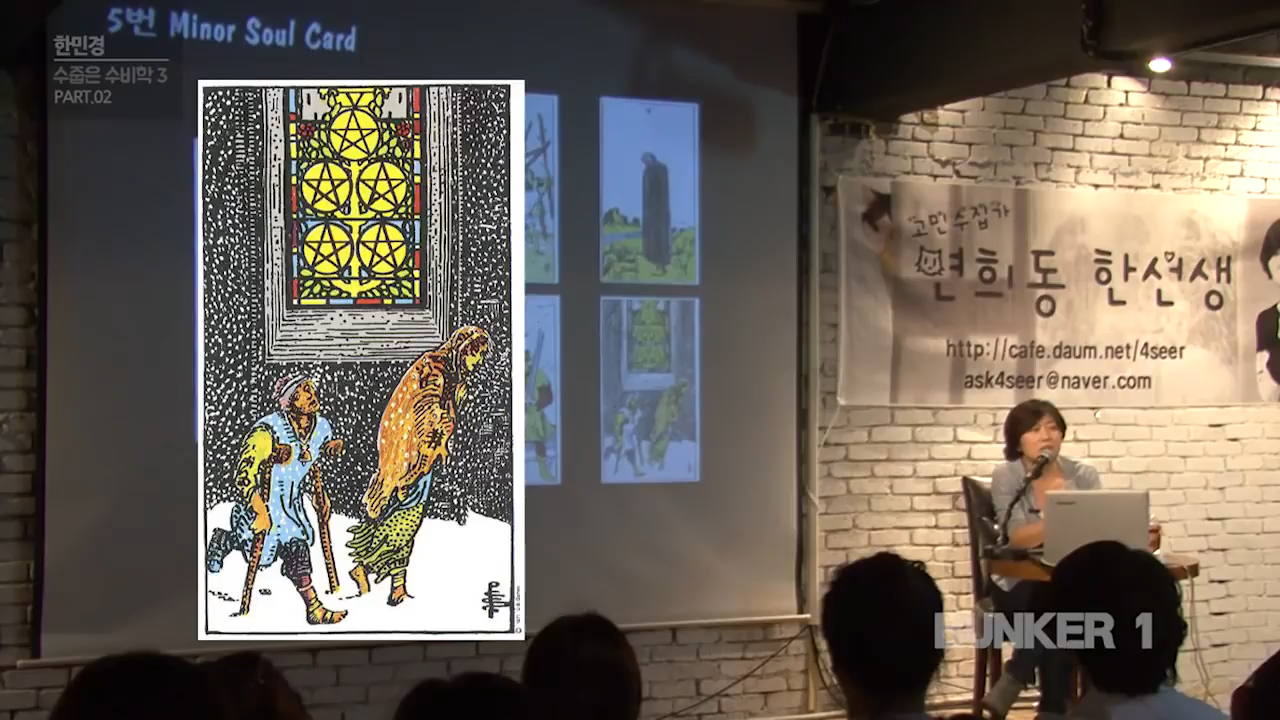 5번 Minor Soul Card
한민경
수줍은 수비학 3
PART.02
"고민 수집"가
연희동 한선생
http://cafe.daum.net/4seer
ask4seer@naver.com
BUNKER 1